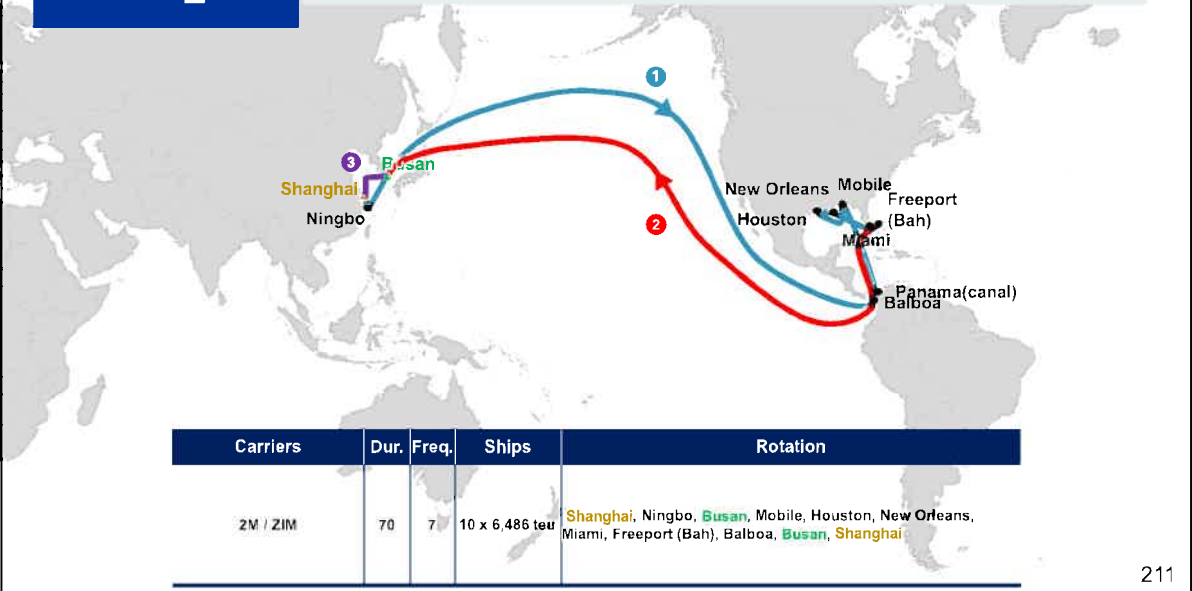 1
3
Busan
Shanghai
Ningbo
2
New Orleans
Mobile
Houston
Freeport
(Bah)
Miami
Panama(canal)
Balboa
Carriers Dur. Freq. Ships Rotation
2M / ZIM 70 7 10 x 6,486 teu
Shanghai, Ningbo, Busan, Mobile, Houston, New Orleans,
Miami, Freeport (Bah), Balboa, Busan, Shanghai
211